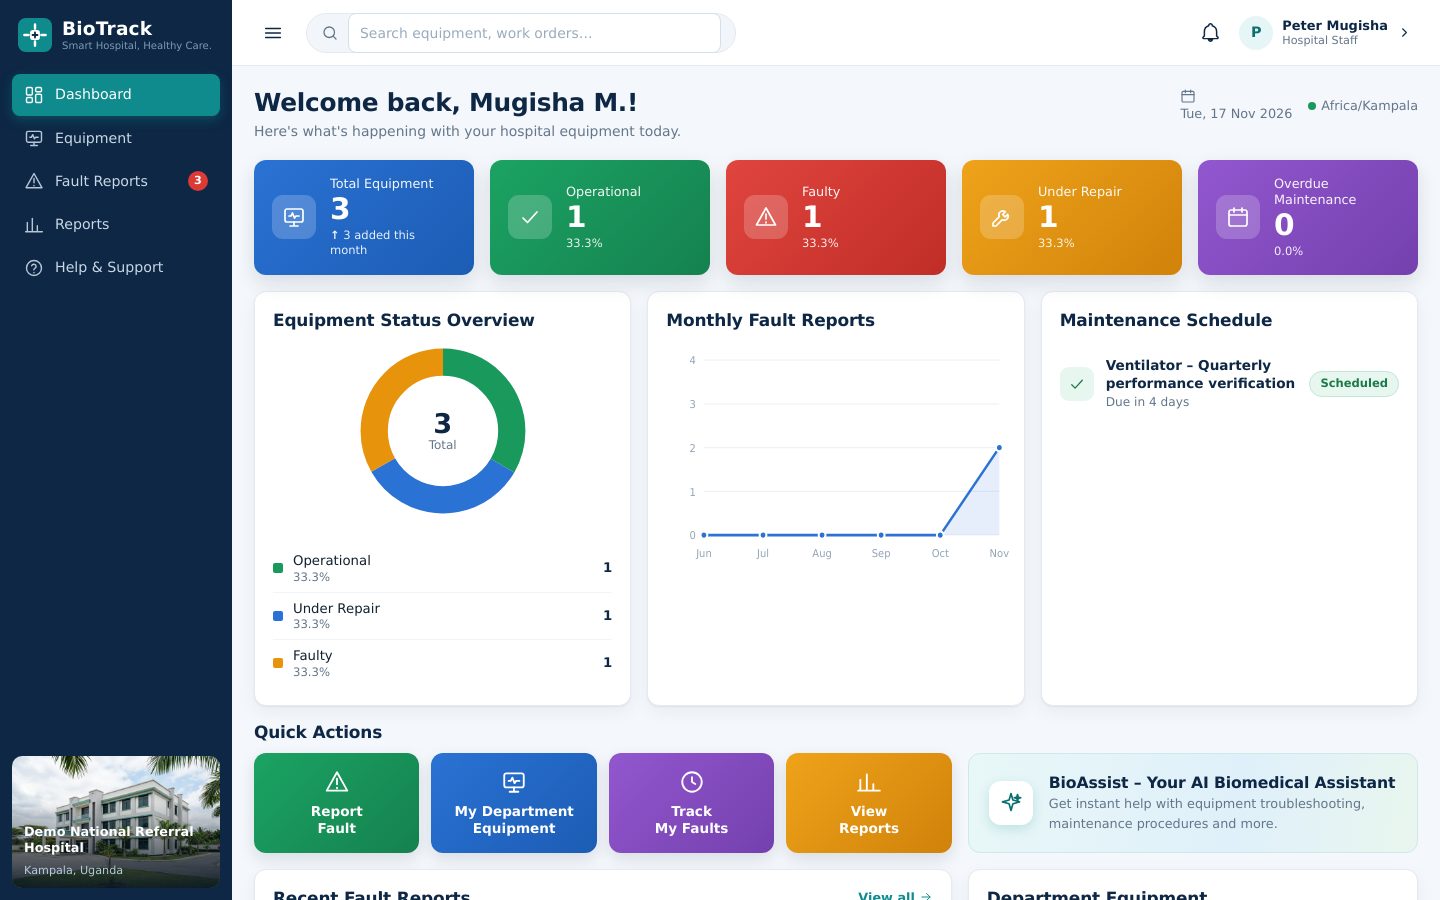 BioTrack
Smart Hospital, Healthy Care.
Dashboard
Equipment
Fault Reports
3
Reports
Help & Support
Demo National Referral
Hospital
Kampala, Uganda
Search equipment, work orders...
P
Peter Mugisha
Hospital Staff
Welcome back, Mugisha M.!
Here's what's happening with your hospital equipment today.
Tue, 17 Nov 2026
Africa/Kampala
Total Equipment
3
↑ 3 added this
month
Operational
1
33.3%
Faulty
1
33.3%
Under Repair
1
33.3%
Overdue
Maintenance
0
0.0%
Equipment Status Overview
3
Total
Operational
33.3%
1
Under Repair
33.3%
1
Faulty
33.3%
1
Monthly Fault Reports
4
3
2
1
0
Jun
Jul
Aug
Sep
Oct
Nov
Maintenance Schedule
Ventilator – Quarterly
performance verification
Due in 4 days
Scheduled
Quick Actions
Report
Fault
My Department
Equipment
Track
My Faults
View
Reports
BioAssist – Your AI Biomedical Assistant
Get instant help with equipment troubleshooting,
maintenance procedures and more.
Recent Fault Reports
View all →
Department Equipment